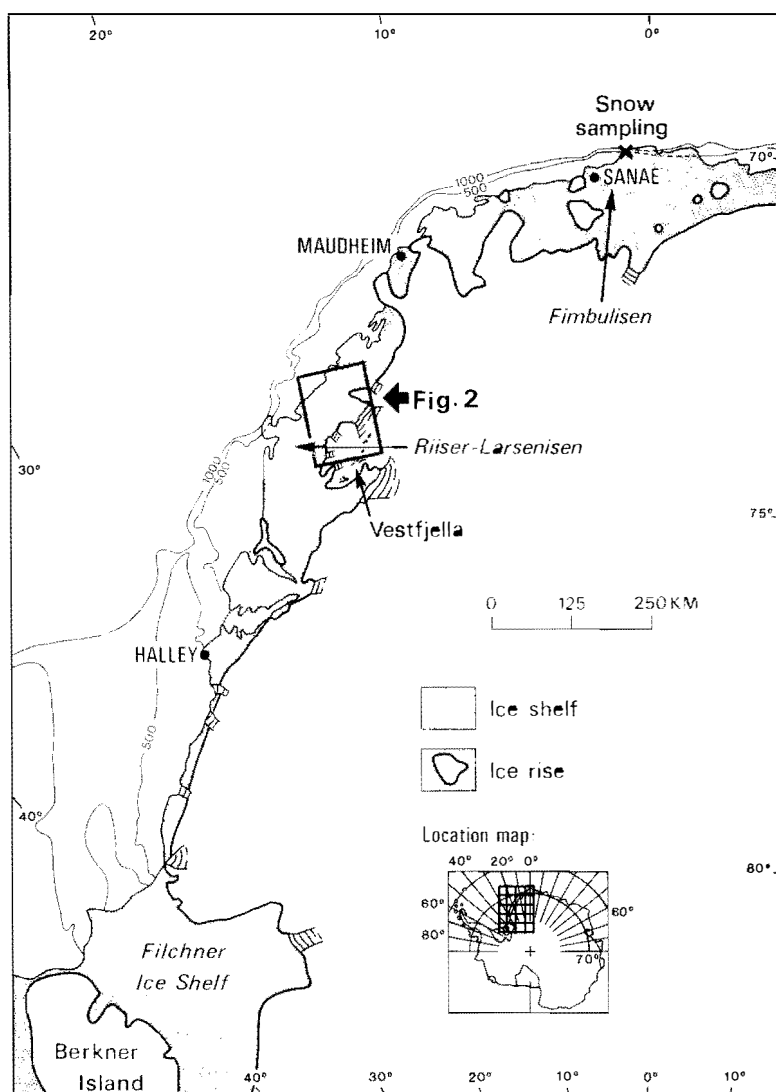 20°
10°
0°
Snow
sampling
70°
SANAE
1000
500
MAUDHEIM
Fimbulisen
Fig. 2
Riiser-Larsenisen
30°
1000
500
Vestfjella
75°
0 125 250 KM
HALLEY
500
Ice shelf
Ice rise
40°
Location map:
80°
40° 20° 0°
60°
60°
80°
70°
Filchner
Ice Shelf
Berkner
Island
40°
30°
20°
10°
0°